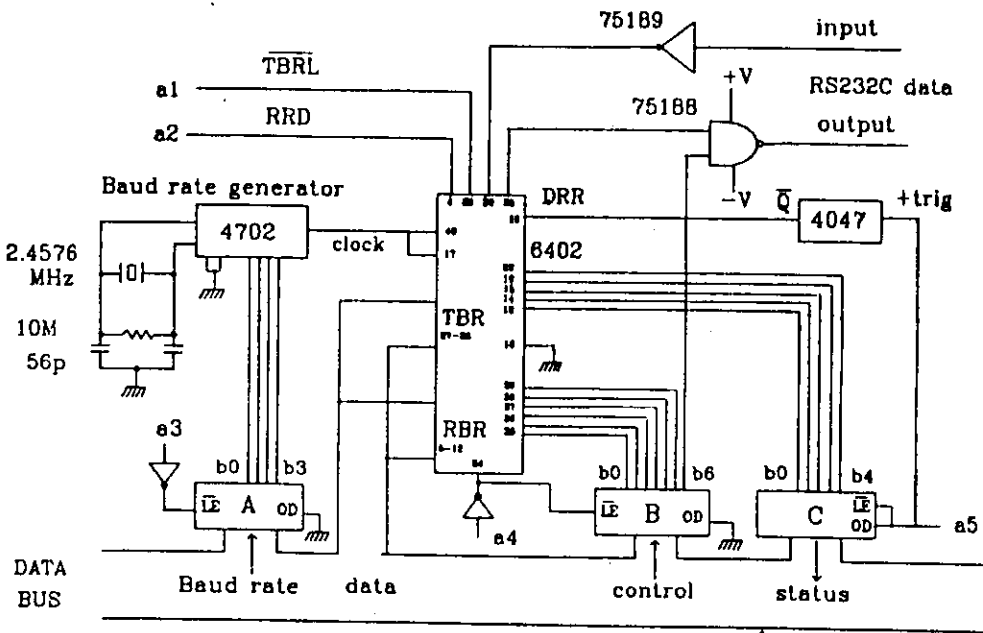 75189
input
TBRL
a1
+V
RS232C data
RRD
75188
a2
output
Baud rate generator
DRR
-V
Q
+trig
4702
4047
clock
6402
2.4576
MHz
17
TBR
10M
56p
RBR
a3
b0
b3
b0
b6
b0
b4
LE
A
OD
LE
B
OD
LE
C
OD
a4
a5
DATA
BUS
Baud rate
data
control
status